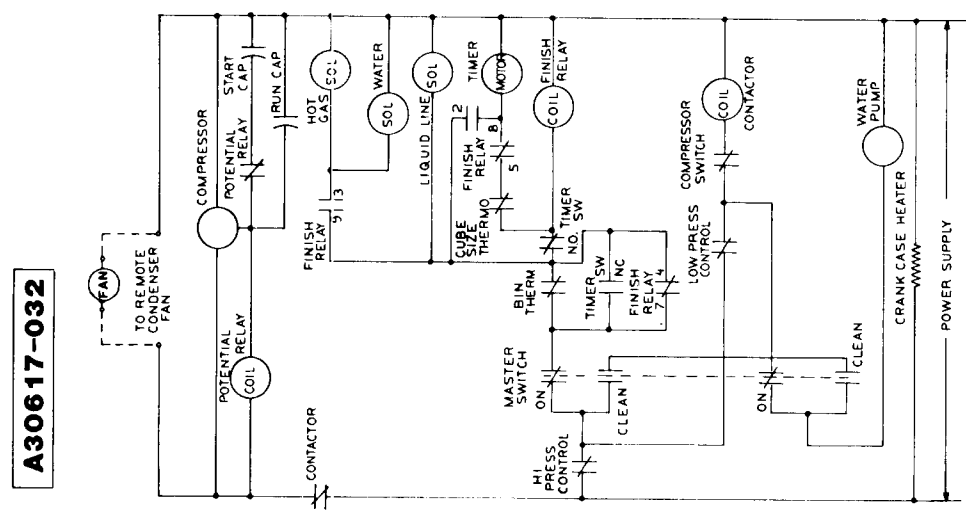 A30617-032
FAN
TO REMOTE
CONDENSER
FAN
POTENTIAL RELAY
COIL
CONTACTOR
COMPRESSOR
POTENTIAL
RELAY
START
CAP
RUN CAP
HOT
GAS
SOL
FINISH
RELAY
9
13
WATER
SOL
LIQUID LINE
SOL
TIMER
MOTOR
2
8
FINISH
RELAY
5
CUBE
SIZE
THERMO
FINISH
RELAY
COIL
TIMER
SW
N.O.
BIN
THERM
TIMER
SW
NC
FINISH
RELAY
7
4
MASTER
SWITCH
ON
CLEAN
HI
PRESS
CONTROL
LOW PRESS
CONTROL
COMPRESSOR
SWITCH
COIL
CONTACTOR
ON
CLEAN
WATER
PUMP
CRANK CASE HEATER
POWER SUPPLY